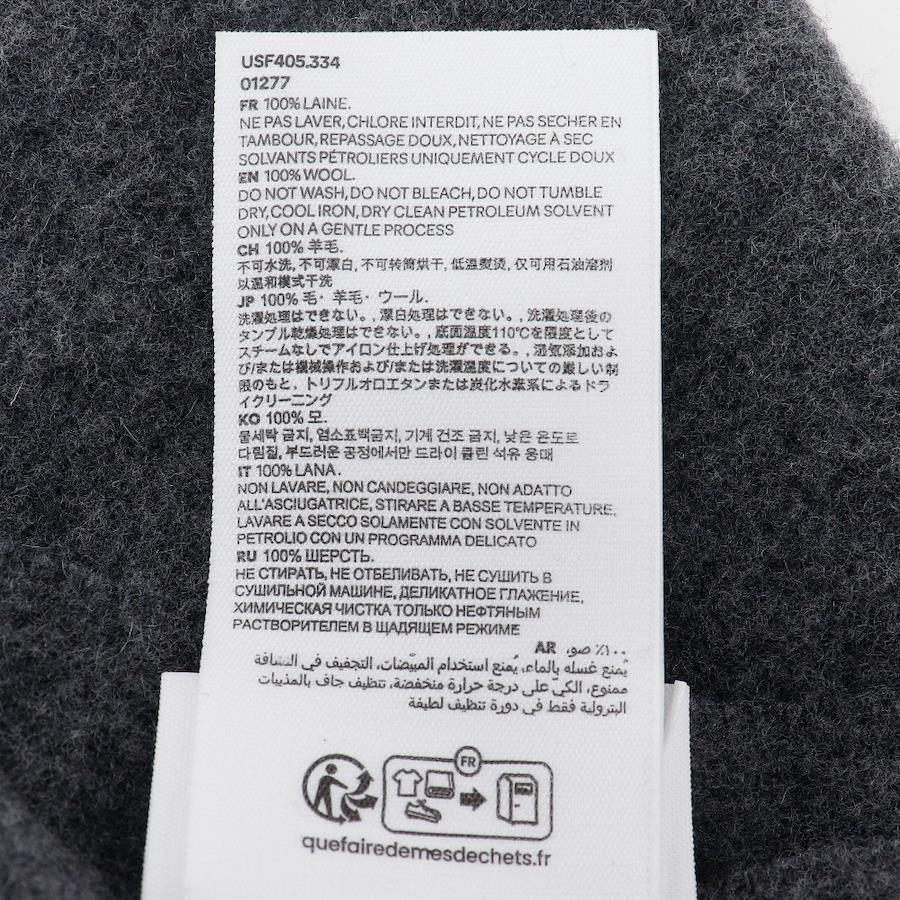 USF405.334
01277
FR 100% LAINE.
NE PAS LAVER, CHLORE INTERDIT, NE PAS SECHER EN
TAMBOUR, REPASSAGE DOUX, NETTOYAGE À SEC
SOLVANTS PÉTROLIERS UNIQUEMENT CYCLE DOUX
EN 100% WOOL.
DO NOT WASH, DO NOT BLEACH, DO NOT TUMBLE
DRY, COOL IRON, DRY CLEAN PETROLEUM SOLVENT
ONLY ON A GENTLE PROCESS
CH 100% 羊毛.
不可水洗, 不可漂白, 不可转筒烘干, 低温熨烫, 仅可用石油溶剂
以温和模式干洗
JP 100% 毛・羊毛・ウール.
洗濯処理はできない。, 漂白処理はできない。, 洗濯処理後の
タンブル乾燥処理はできない。, 底面温度110℃を限度として
スチームなしでアイロン仕上げ処理ができる。, 湿気添加およ
び/または機械操作および/または洗濯温度についての厳しい制
限のもと、トリフルオロエタンまたは炭化水素系によるドラ
イクリーニング
KO 100% 모.
물세탁 금지, 염소표백금지, 기계 건조 금지, 낮은 온도로
다림질, 부드러운 공정에서만 드라이 클린 석유 용매
IT 100% LANA.
NON LAVARE, NON CANDEGGIARE, NON ADATTO
ALL'ASCIUGATRICE, STIRARE A BASSE TEMPERATURE,
LAVARE A SECCO SOLAMENTE CON SOLVENTE IN
PETROLIO CON UN PROGRAMMA DELICATO
RU 100% ШЕРСТЬ.
НЕ СТИРАТЬ, НЕ ОТБЕЛИВАТЬ, НЕ СУШИТЬ В
СУШИЛЬНОЙ МАШИНЕ, ДЕЛИКАТНОЕ ГЛАЖЕНИЕ,
ХИМИЧЕСКАЯ ЧИСТКА ТОЛЬКО НЕФТЯНЫМ
РАСТВОРИТЕЛЕМ В ЩАДЯЩЕМ РЕЖИМЕ
AR ١٠٠٪ صو.
يُمنع غسله بالماء، يُمنع استخدام المبيّضات، التجفيف في النشافة
ممنوع، الكيّ على درجة حرارة منخفضة، تنظيف جاف بالمذيبات
البترولية فقط في دورة تنظيف لطيفة
FR
quefairedemesdechets.fr